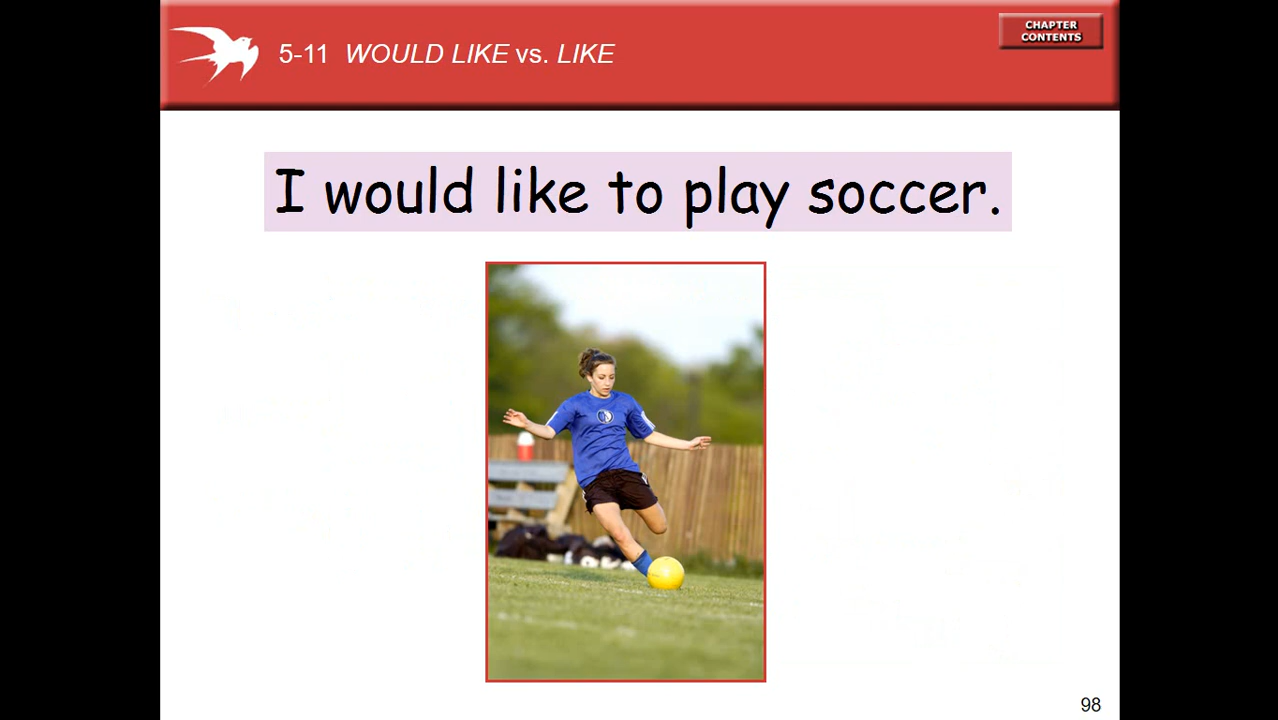 CHAPTER
CONTENTS
5-11 WOULD LIKE vs. LIKE
I would like to play soccer.
98